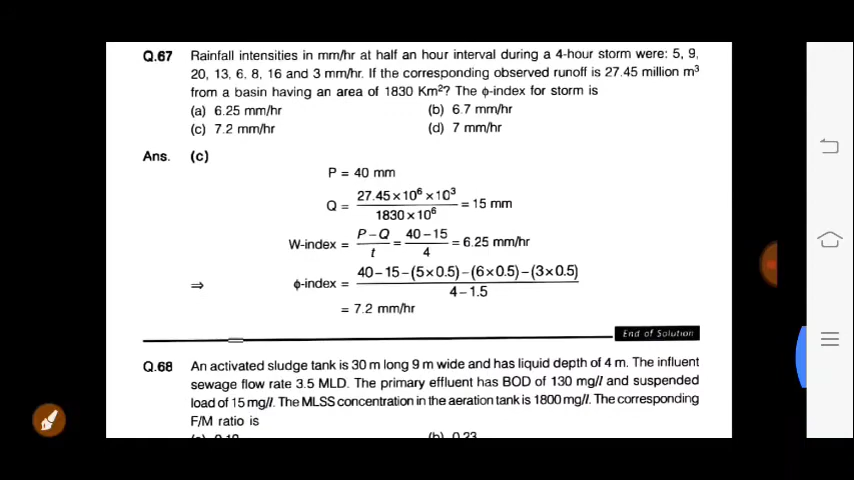 Q.67 Rainfall intensities in mm/hr at half an hour interval during a 4-hour storm were: 5, 9,
20, 13, 6, 8, 16 and 3 mm/hr. If the corresponding observed runoff is 27.45 million m³
from a basin having an area of 1830 Km²? The ϕ-index for storm is
(a) 6.25 mm/hr (b) 6.7 mm/hr
(c) 7.2 mm/hr (d) 7 mm/hr
Ans. (c)
P = 40 mm
Q = 27.45×10⁶×10³ / 1830×10⁶ = 15 mm
W-index = P−Q / t = 40−15 / 4 = 6.25 mm/hr
⇒ ϕ-index = 40−15−(5×0.5)−(6×0.5)−(3×0.5) / 4−1.5
= 7.2 mm/hr
End of Solution
Q.68 An activated sludge tank is 30 m long 9 m wide and has liquid depth of 4 m. The influent
sewage flow rate 3.5 MLD. The primary effluent has BOD of 130 mg/l and suspended
load of 15 mg/l. The MLSS concentration in the aeration tank is 1800 mg/l. The corresponding
F/M ratio is